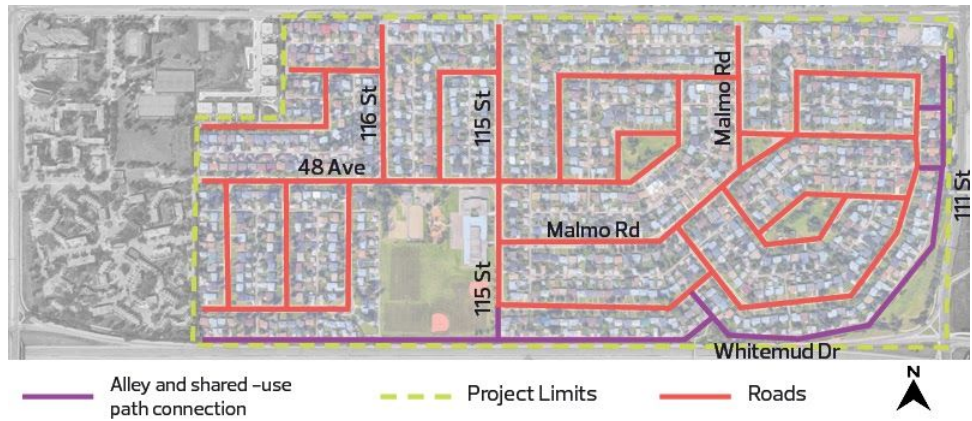 116 St
115 St
Malmo Rd
48 Ave
111 St
Malmo Rd
115 St
Whitemud Dr
Alley and shared -use
path connection
Project Limits
Roads
N